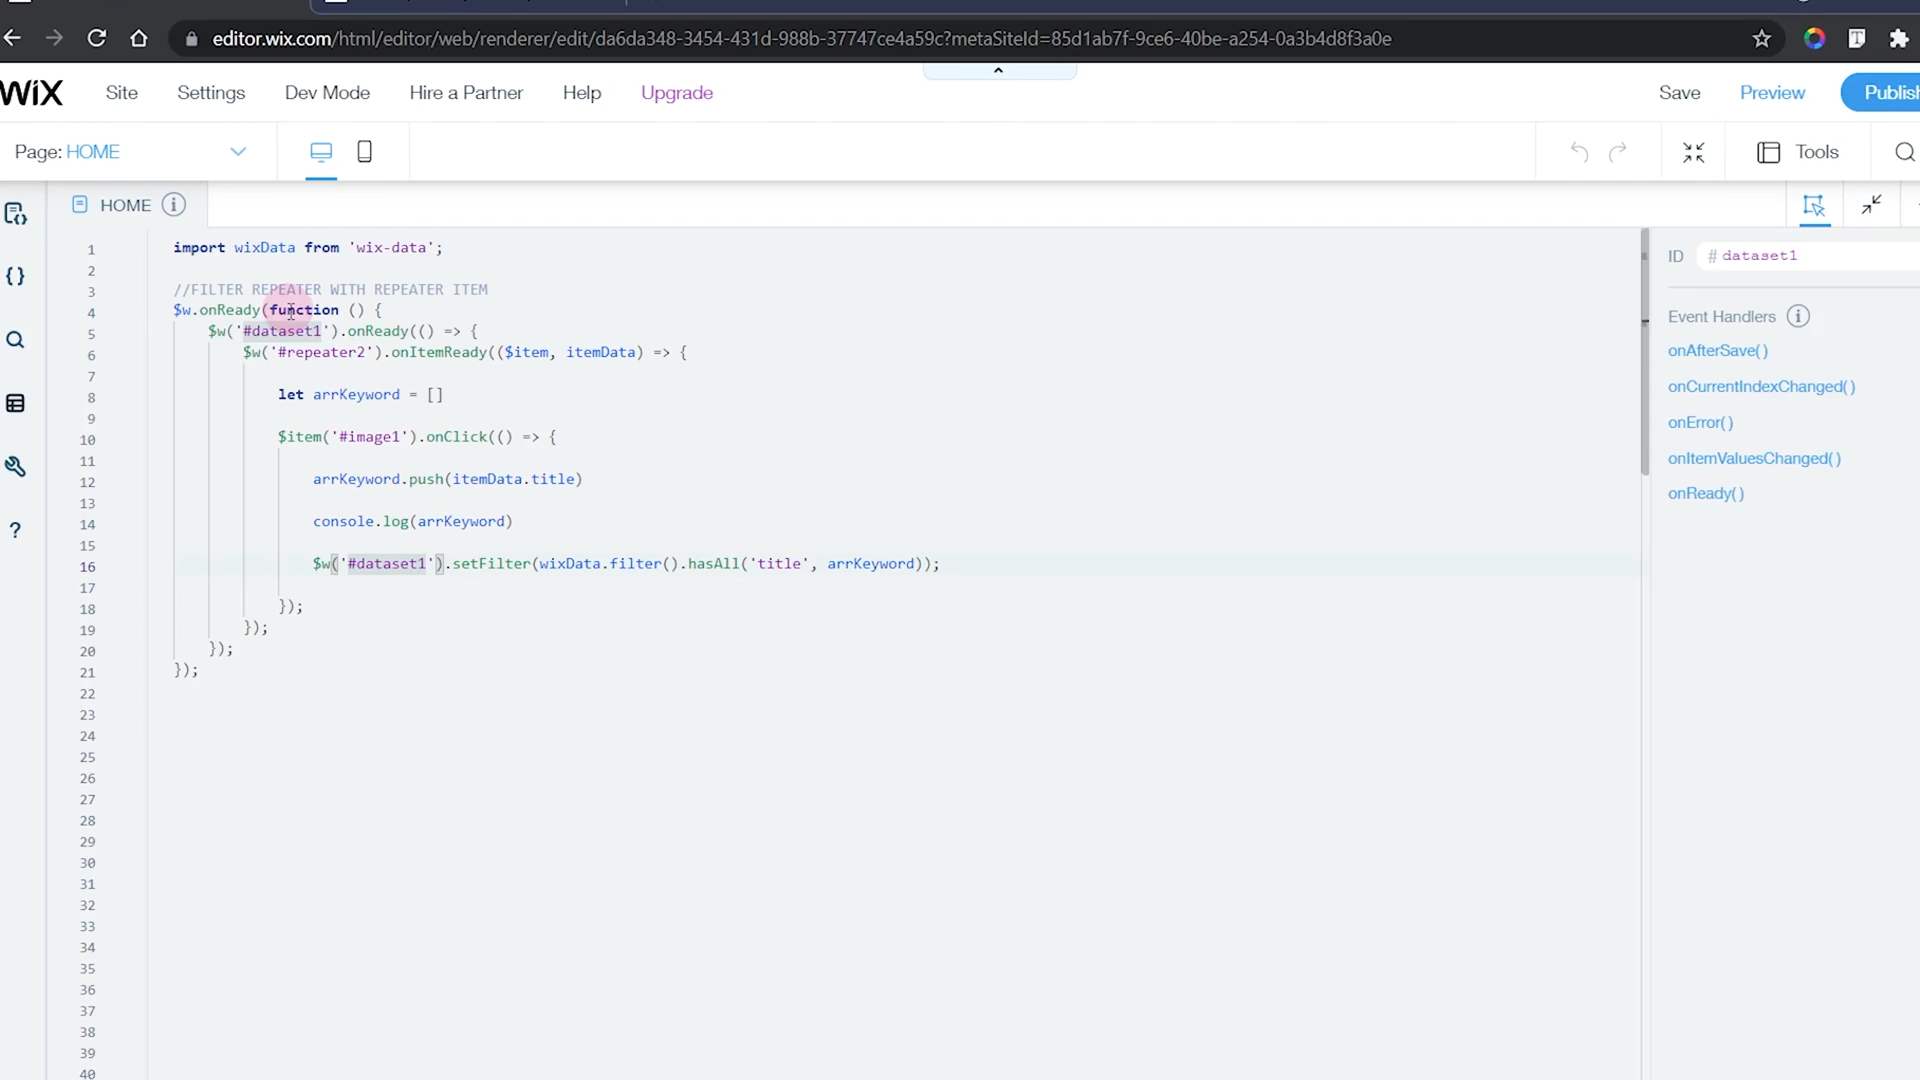 editor.wix.com/html/editor/web/renderer/edit/da6da348-3454-431d-988b-37747ce4a59c?metaSiteId=85d1ab7f-9ce6-40be-a254-0a3b4d8f3a0e
WiX Site Settings Dev Mode Hire a Partner Help Upgrade Save Preview Publish
Page: HOME Tools
HOME
1 import wixData from 'wix-data';
2
3 //FILTER REPEATER WITH REPEATER ITEM
4 $w.onReady(function () {
5 $w('#dataset1').onReady(() => {
6 $w('#repeater2').onItemReady(($item, itemData) => {
7
8 let arrKeyword = []
9
10 $item('#image1').onClick(() => {
11
12 arrKeyword.push(itemData.title)
13
14 console.log(arrKeyword)
15
16 $w('#dataset1').setFilter(wixData.filter().hasAll('title', arrKeyword));
17
18 });
19 });
20 });
21 });
22
23
24
25
26
27
28
29
30
31
32
33
34
35
36
37
38
39
40
ID # dataset1
Event Handlers
onAfterSave()
onCurrentIndexChanged()
onError()
onItemValuesChanged()
onReady()